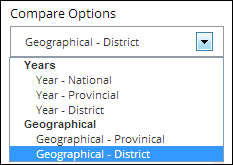 Compare Options
Geographical - District
Years
Year - National
Year - Provincial
Year - District
Geographical
Geographical - Provinical
Geographical - District